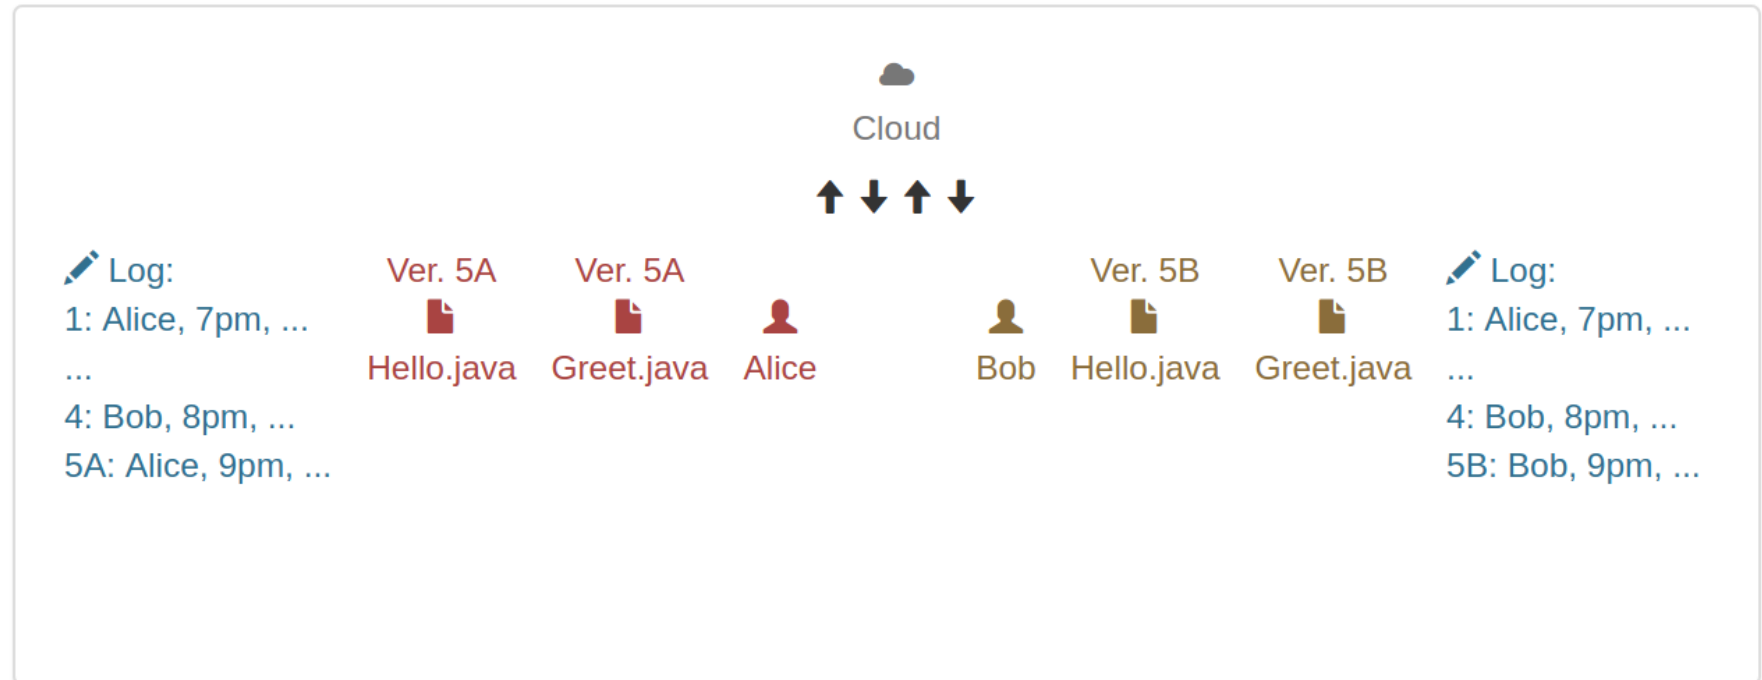 Cloud
Log:
1: Alice, 7pm, ...
...
4: Bob, 8pm, ...
5A: Alice, 9pm, ...
Ver. 5A
Hello.java
Ver. 5A
Greet.java
Alice
Bob
Ver. 5B
Hello.java
Ver. 5B
Greet.java
Log:
1: Alice, 7pm, ...
...
4: Bob, 8pm, ...
5B: Bob, 9pm, ...